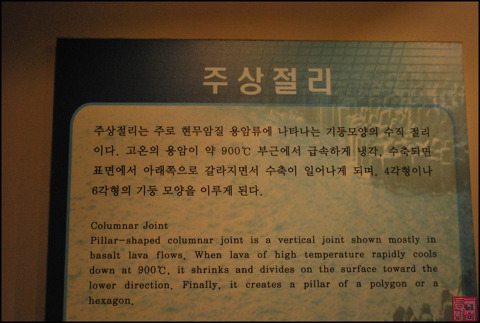 주상절리
주상절리는 주로 현무암질 용암류에 나타나는 기둥모양의 수직 절리
이다. 고온의 용암이 약 900℃ 부근에서 급속하게 냉각, 수축되면
표면에서 아래쪽으로 갈라지면서 수축이 일어나게 되며, 4각형이나
6각형의 기둥 모양을 이루게 된다.
Columnar Joint
Pillar-shaped columnar joint is a vertical joint shown mostly in
basalt lava flows. When lava of high temperature rapidly cools
down at 900℃, it shrinks and divides on the surface toward the
lower direction. Finally, it creates a pillar of a polygon or a
hexagon.